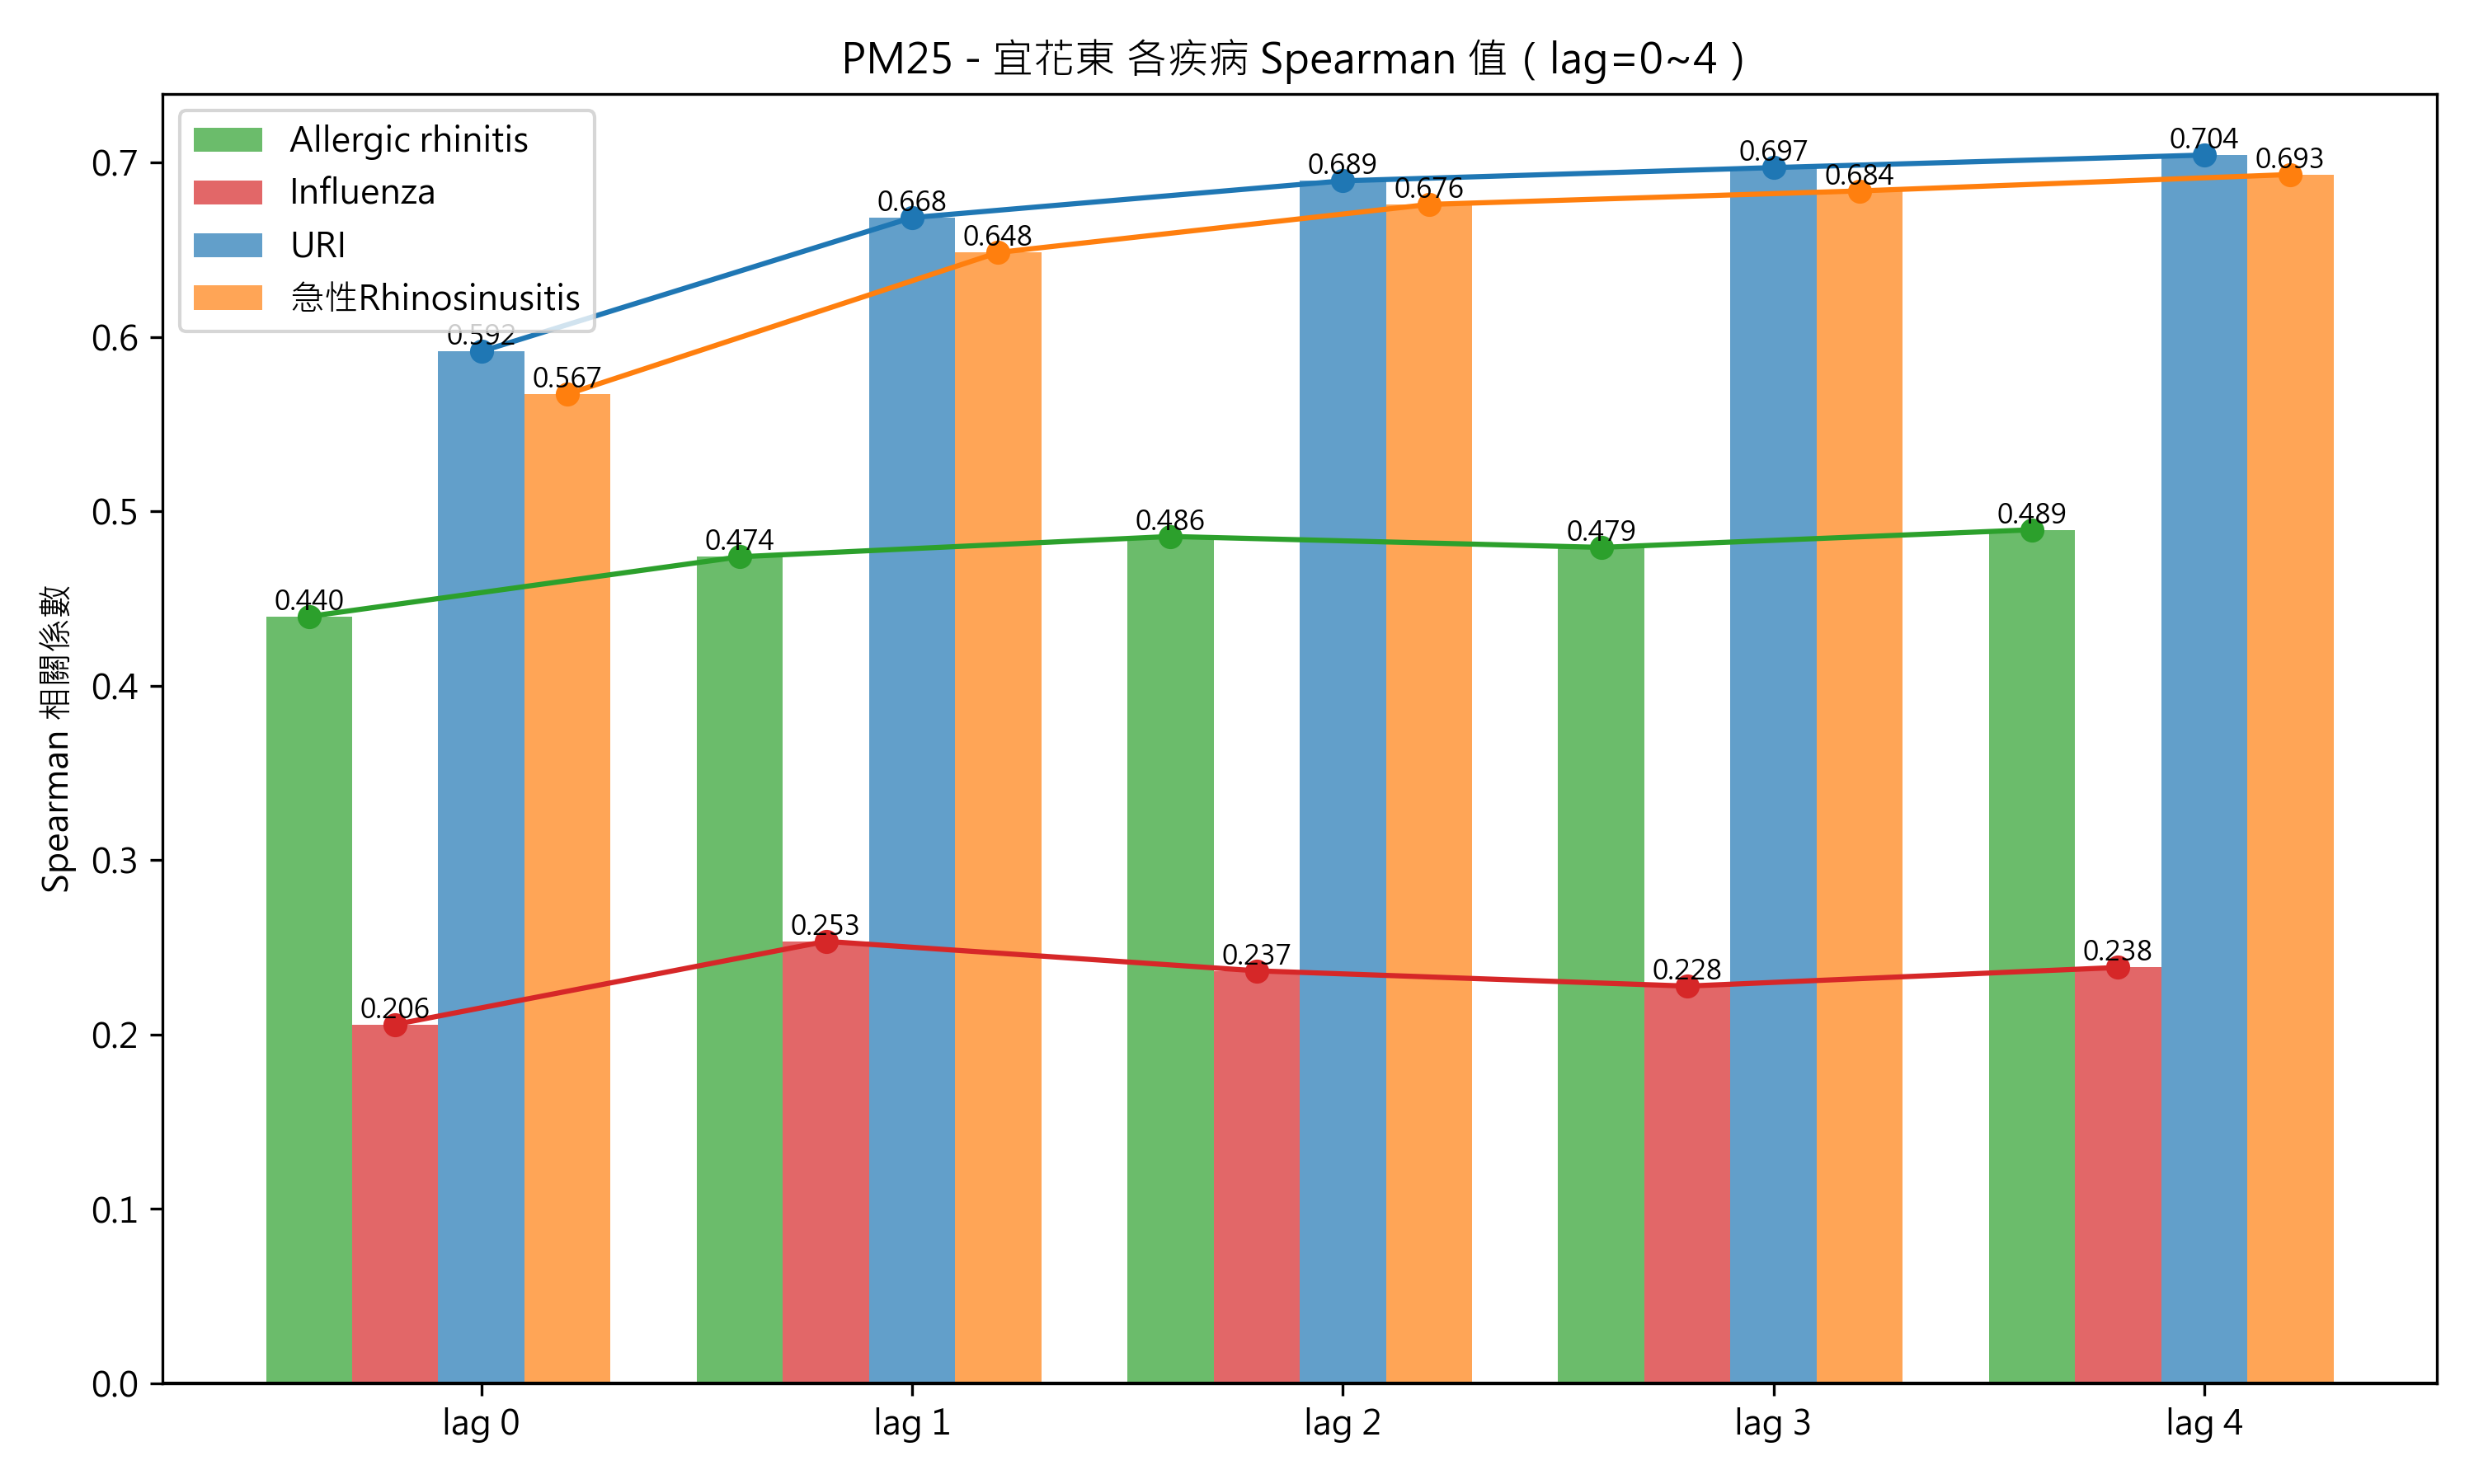 PM25 - 宜花東 各疾病 Spearman 值（lag=0~4）
Allergic rhinitis
Influenza
URI
急性Rhinosinusitis
Spearman 相關係數
0.7
0.6
0.5
0.4
0.3
0.2
0.1
0.0
0.440
0.206
0.592
0.567
0.474
0.253
0.668
0.648
0.486
0.237
0.689
0.676
0.479
0.228
0.697
0.684
0.489
0.238
0.704
0.693
lag 0
lag 1
lag 2
lag 3
lag 4